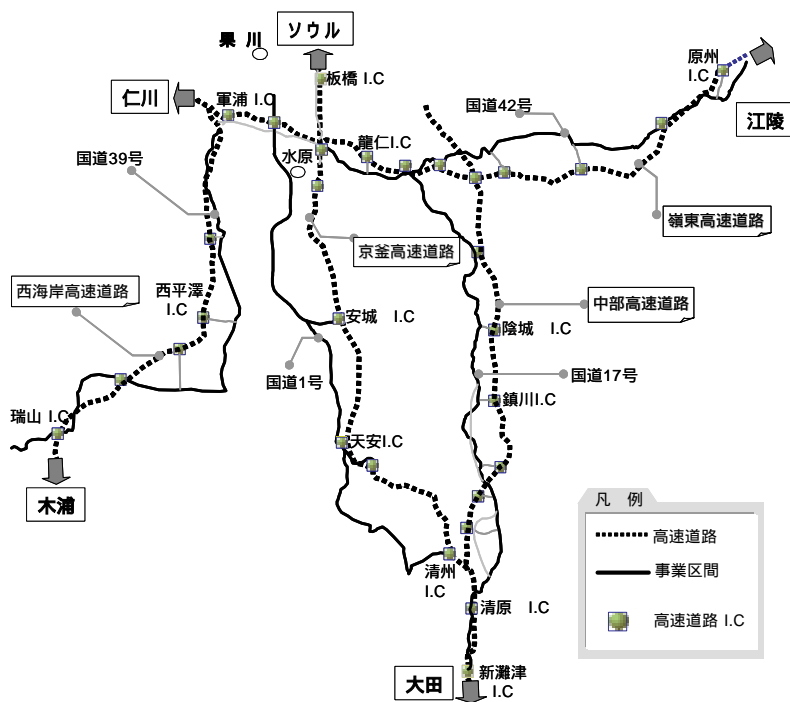 ソウル
果 川
板橋 I.C
原州
I.C
仁川
軍浦 I.C
国道42号
江陵
龍仁I.C
水原
国道39号
嶺東高速道路
京釜高速道路
西海岸高速道路
西平澤
I.C
中部高速道路
安城 I.C
陰城 I.C
国道1号
国道17号
鎮川I.C
瑞山 I.C
天安I.C
木浦
凡 例
高速道路
事業区間
高速道路 I.C
清州
I.C
清原 I.C
大田
新灘津
I.C